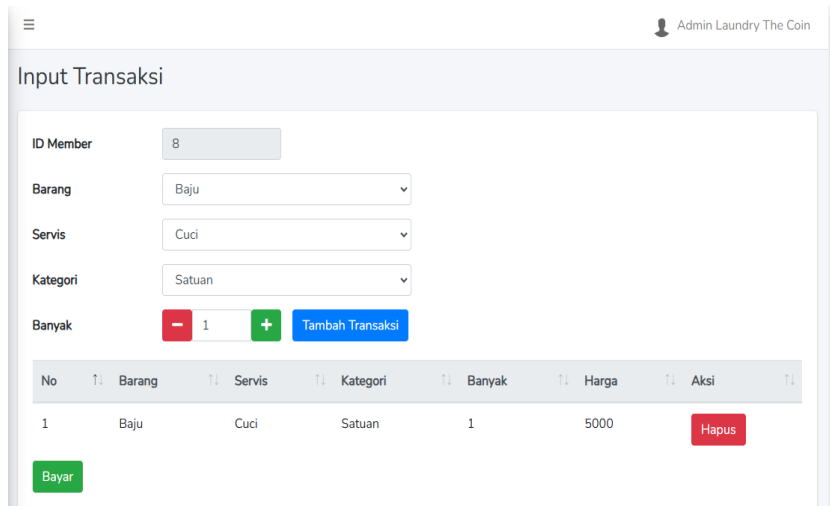 Admin Laundry The Coin
Input Transaksi
ID Member 8
Barang Baju
Servis Cuci
Kategori Satuan
Banyak 1 Tambah Transaksi
No Barang Servis Kategori Banyak Harga Aksi
1 Baju Cuci Satuan 1 5000 Hapus
Bayar